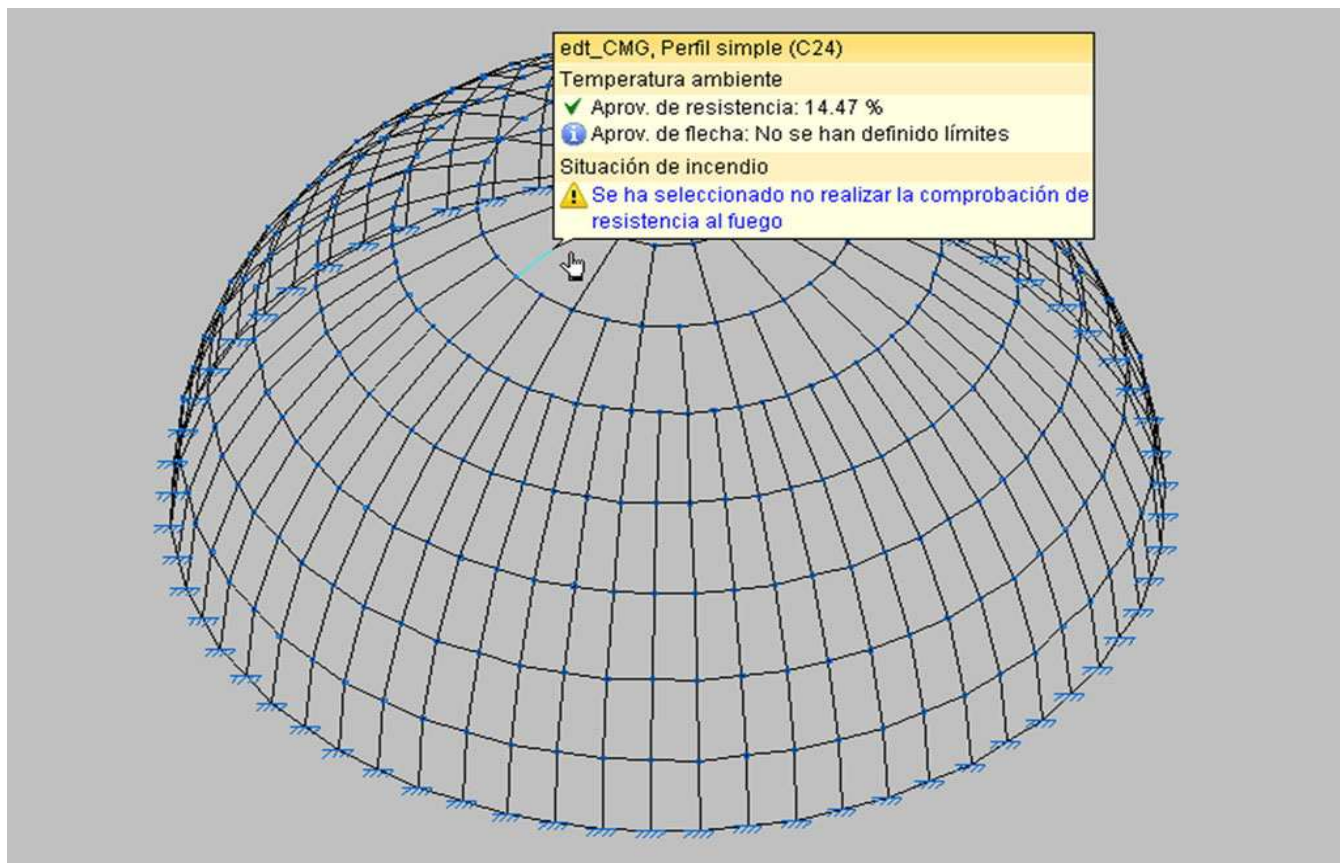 edt_CMG, Perfil simple (C24)
Temperatura ambiente
Aprov. de resistencia: 14.47 %
Aprov. de flecha: No se han definido límites
Situación de incendio
Se ha seleccionado no realizar la comprobación de
resistencia al fuego